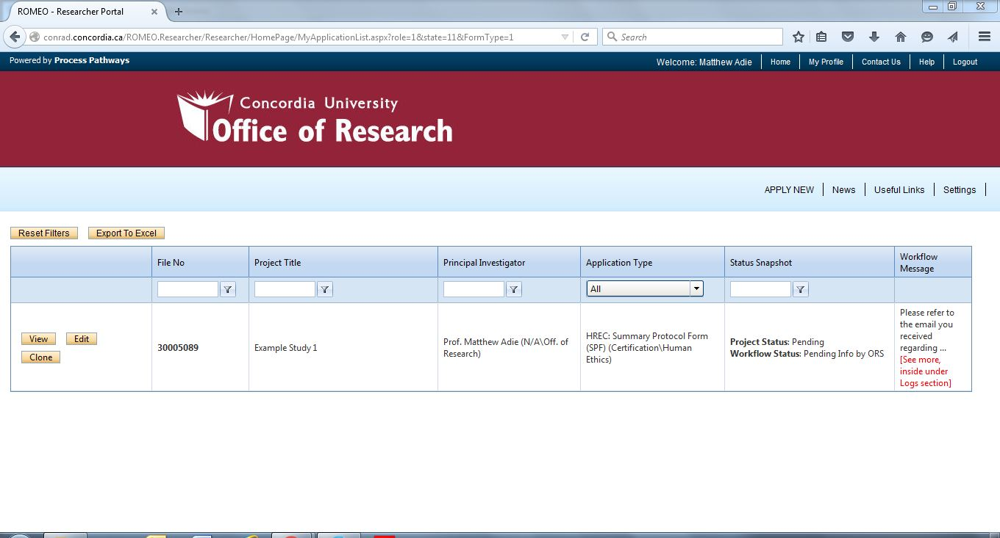 ROMEO - Researcher Portal
conrad.concordia.ca/ROMEO.Researcher/Researcher/HomePage/MyApplicationList.aspx?role=1&state=11&FormType=1
Search
Powered by Process Pathways
Welcome: Matthew Adie
Home
My Profile
Contact Us
Help
Logout
Concordia University
Office of Research
APPLY NEW
News
Useful Links
Settings
Reset Filters
Export To Excel
File No
Project Title
Principal Investigator
Application Type
Status Snapshot
Workflow
Message
All
View
Edit
Clone
30005089
Example Study 1
Prof. Matthew Adie (N/A\Off. of
Research)
HREC: Summary Protocol Form
(SPF) (Certification\Human
Ethics)
Project Status: Pending
Workflow Status: Pending Info by ORS
Please refer to
the email you
received
regarding ...
[See more,
inside under
Logs section]